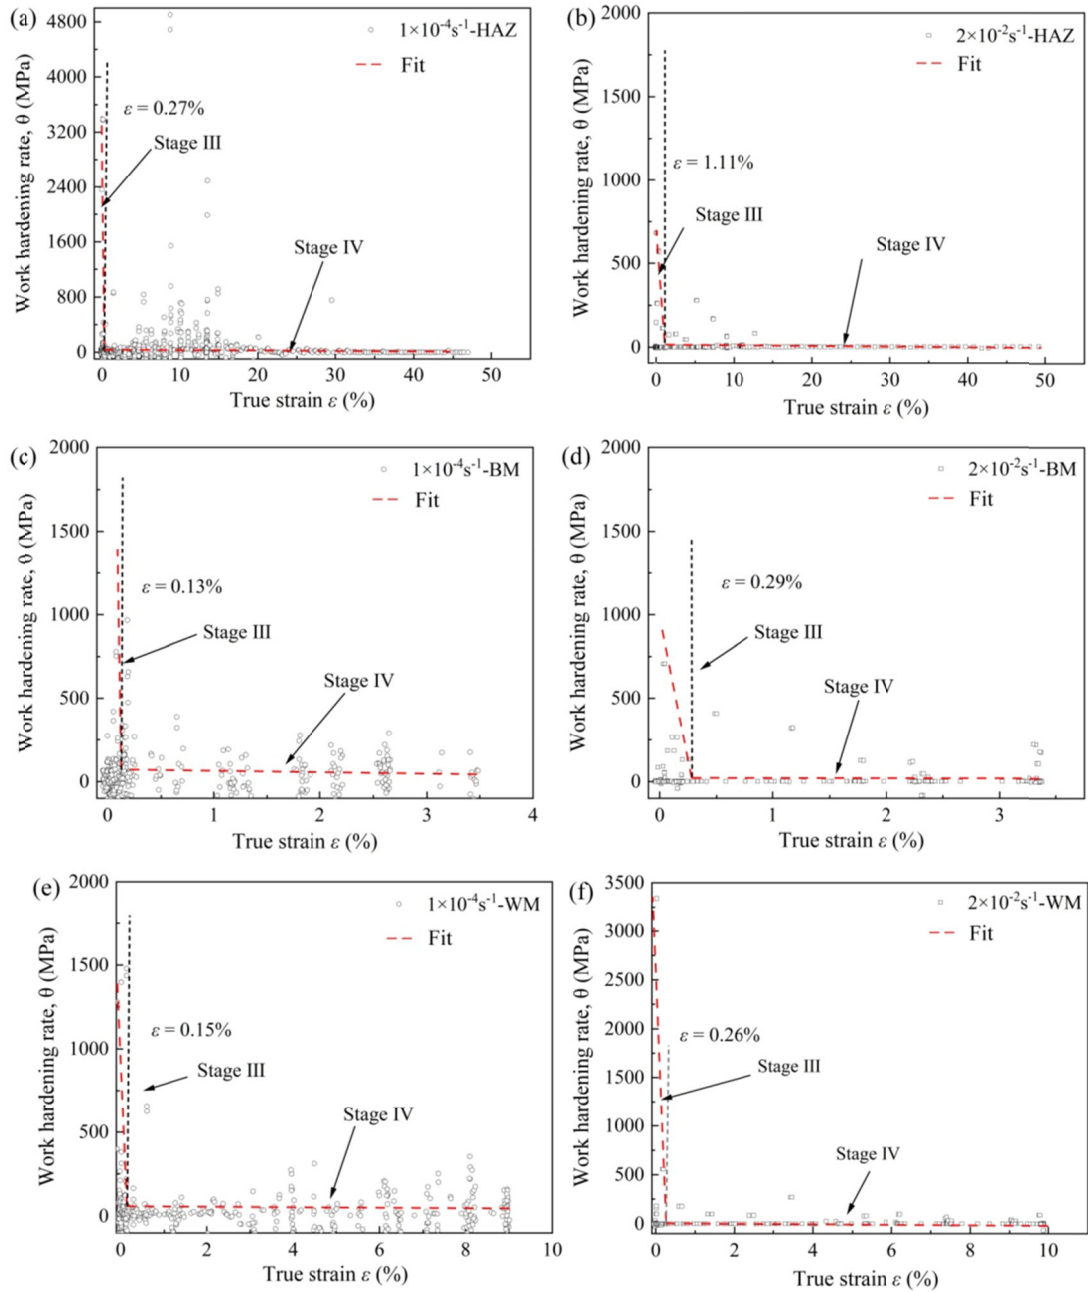 (a)
4800
4000
3200
2400
1600
800
0
0
10
20
30
40
50
Work hardening rate, θ (MPa)
True strain ε (%)
1×10⁻⁴s⁻¹-HAZ
Fit
ε = 0.27%
Stage III
Stage IV
(b)
2000
1500
1000
500
0
0
10
20
30
40
50
Work hardening rate, θ (MPa)
True strain ε (%)
2×10⁻²s⁻¹-HAZ
Fit
ε = 1.11%
Stage III
Stage IV
(c)
2000
1500
1000
500
0
0
1
2
3
4
Work hardening rate, θ (MPa)
True strain ε (%)
1×10⁻⁴s⁻¹-BM
Fit
ε = 0.13%
Stage III
Stage IV
(d)
2000
1500
1000
500
0
0
1
2
3
Work hardening rate, θ (MPa)
True strain ε (%)
2×10⁻²s⁻¹-BM
Fit
ε = 0.29%
Stage III
Stage IV
(e)
2000
1500
1000
500
0
0
2
4
6
8
10
Work hardening rate, θ (MPa)
True strain ε (%)
1×10⁻⁴s⁻¹-WM
Fit
ε = 0.15%
Stage III
Stage IV
(f)
3500
3000
2500
2000
1500
1000
500
0
0
2
4
6
8
10
Work hardening rate, θ (MPa)
True strain ε (%)
2×10⁻²s⁻¹-WM
Fit
ε = 0.26%
Stage III
Stage IV